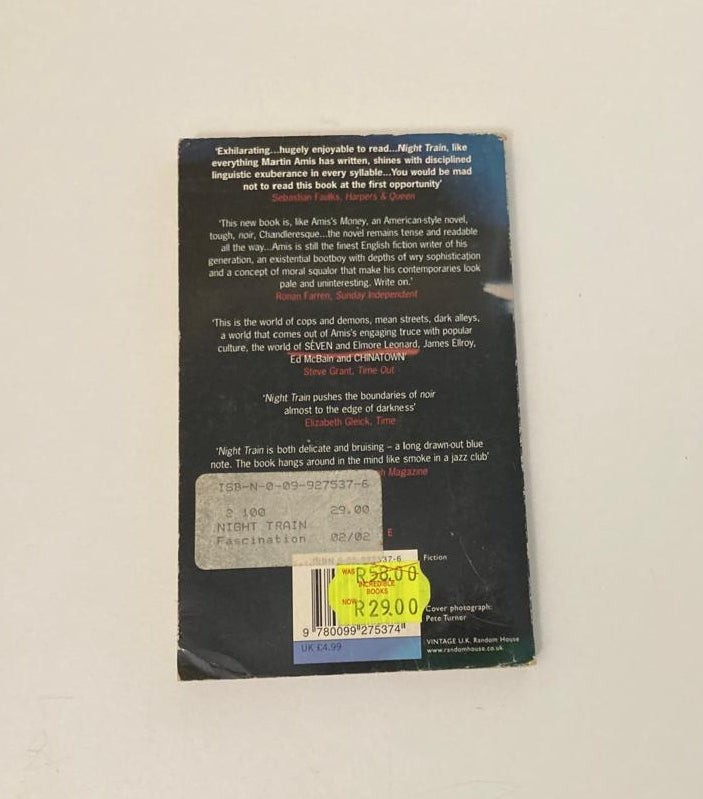 'Exhilarating...hugely enjoyable to read...Night Train, like
everything Martin Amis has written, shines with disciplined
linguistic exuberance in every syllable...You would be mad
not to read this book at the first opportunity'
Sebastian Faulks, Harpers & Queen
'This new book is, like Amis's Money, an American-style novel,
tough, noir, Chandleresque...the novel remains tense and readable
all the way...Amis is still the finest English fiction writer of his
generation, an existential bootboy with depths of wry sophistication
and a concept of moral squalor that make his contemporaries look
pale and uninteresting. Write on.'
Ronan Farren, Sunday Independent
'This is the world of cops and demons, mean streets, dark alleys,
a world that comes out of Amis's engaging truce with popular
culture, the world of SEVEN and Elmore Leonard, James Ellroy,
Ed McBain and CHINATOWN'
Steve Grant, Time Out
'Night Train pushes the boundaries of noir
almost to the edge of darkness'
Elizabeth Gleick, Time
'Night Train is both delicate and bruising – a long drawn-out blue
note. The book hangs around in the mind like smoke in a jazz club'
h Magazine
ISB-N-0-09-927537-6
2 100 29.00
NIGHT TRAIN
Fascination 02/02
E
537-6
Fiction
WAS R58.00
INCREDIBLE
BOOKS
NOW R29.00
Cover photograph:
Pete Turner
9 780099 275374
UK £4.99
VINTAGE U.K. Random House
www.randomhouse.co.uk